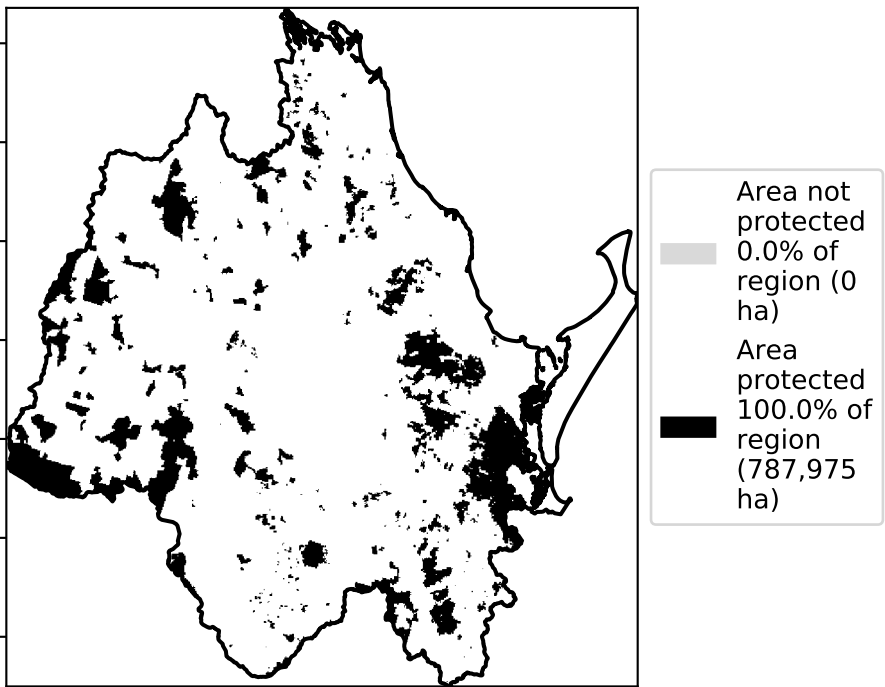 Area not
protected
0.0% of
region (0
ha)
Area
protected
100.0% of
region
(787,975
ha)